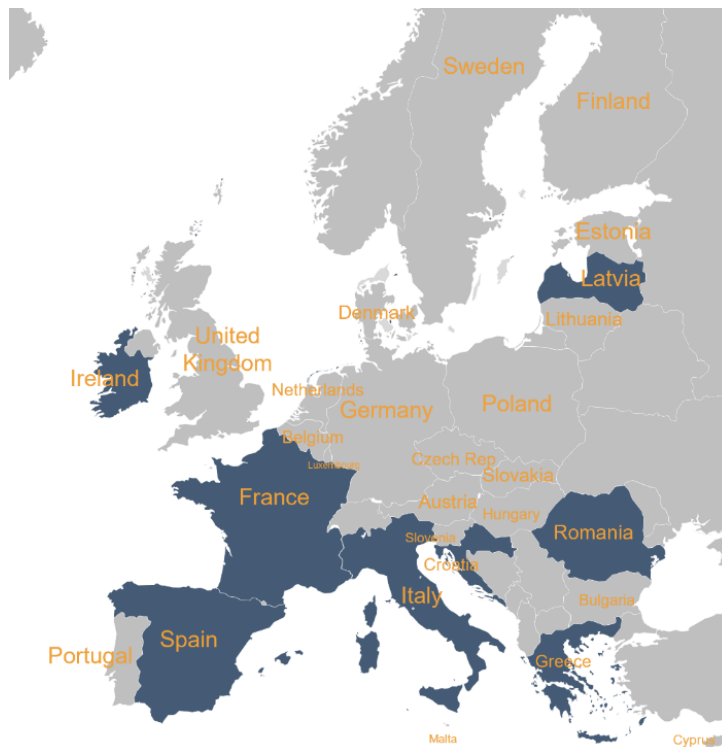 Sweden
Finland
Estonia
Latvia
Denmark
Lithuania
United
Kingdom
Ireland
Netherlands
Germany
Poland
Belgium
Czech Rep
Luxembourg
Slovakia
France
Austria
Hungary
Romania
Slovenia
Croatia
Italy
Bulgaria
Spain
Portugal
Greece
Malta
Cyprus